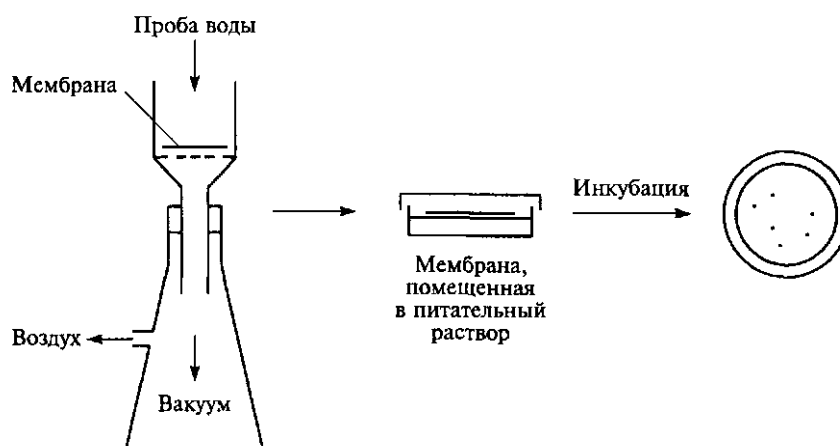 Проба воды
Мембрана
Инкубация
Мембрана,
помещенная
в питательный
раствор
Воздух
Вакуум